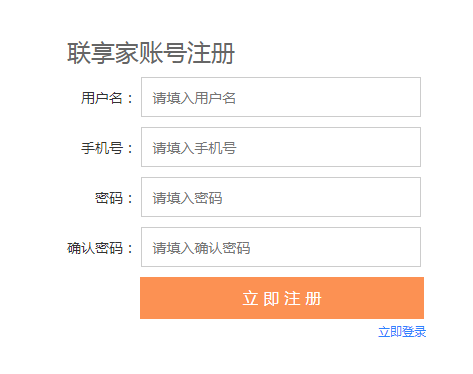 联享家账号注册
用户名： 请填入用户名
手机号： 请填入手机号
密码： 请填入密码
确认密码： 请填入确认密码
立即注册
立即登录